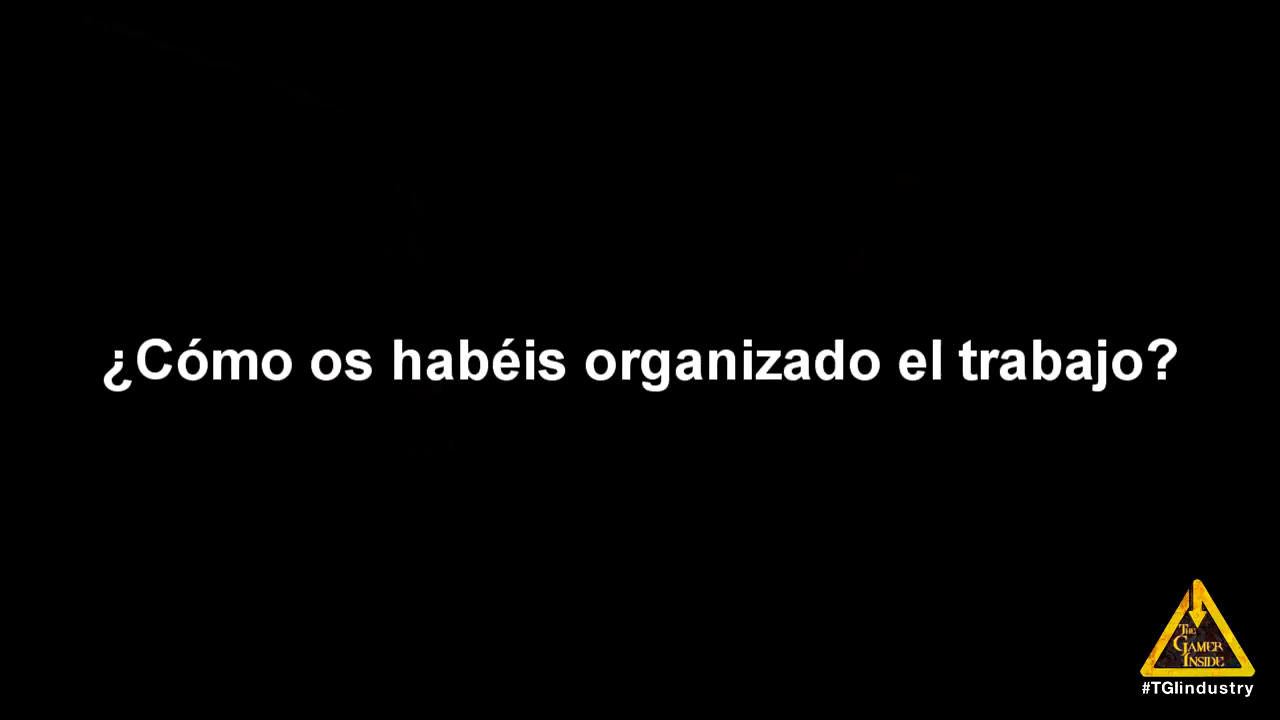 ¿Cómo os habéis organizado el trabajo?
THE
GAMER
INSIDE
#TGIindustry